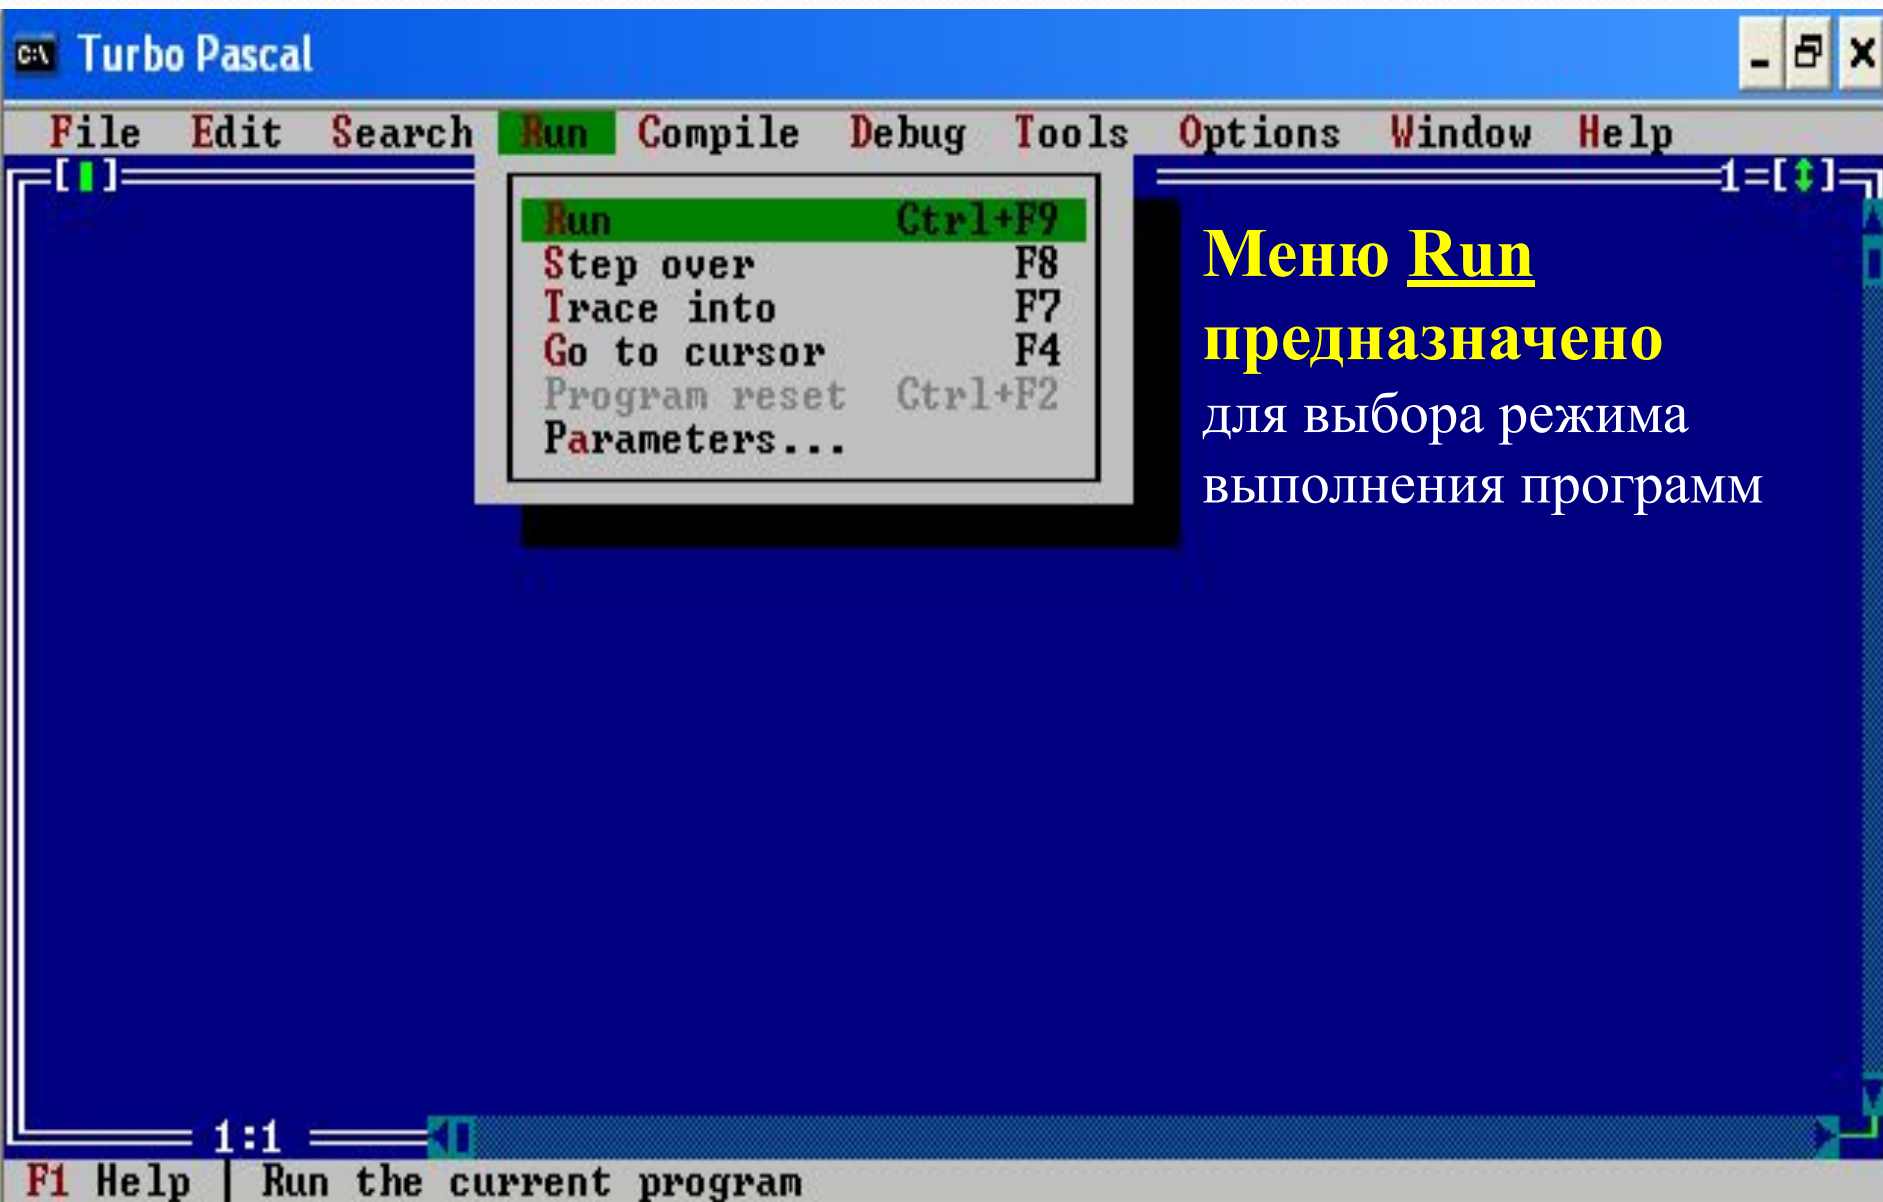 Turbo Pascal
File Edit Search Run Compile Debug Tools Options Window Help
1
Run Ctrl+F9
Step over F8
Trace into F7
Go to cursor F4
Program reset Ctrl+F2
Parameters...
Меню Run
предназначено
для выбора режима
выполнения программ
1:1
F1 Help | Run the current program